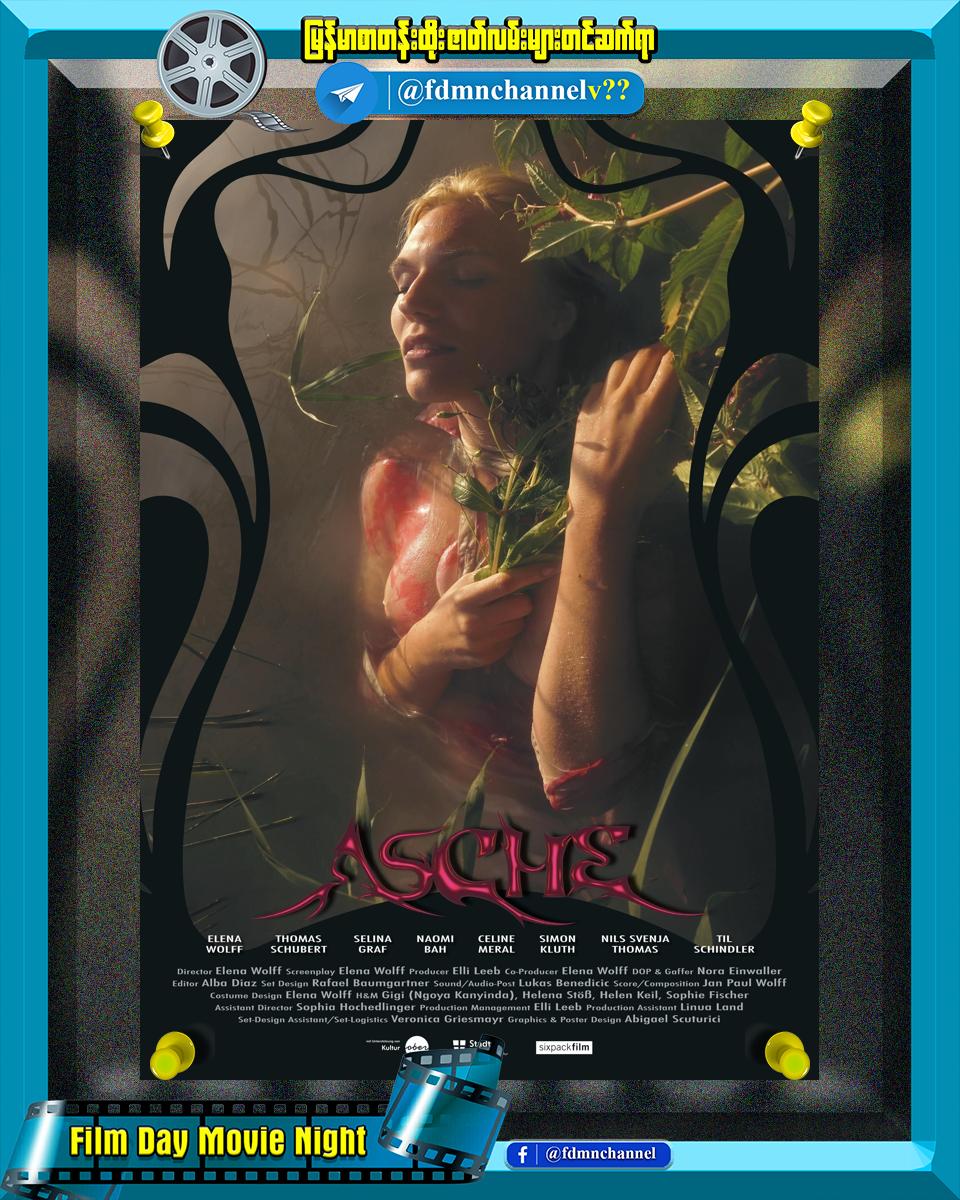 မြန်မာစာတန်းထိုးဇာတ်လမ်းများတင်ဆက်ရာ
@fdmnchannelv??
ASCHE
ELENA WOLFF
THOMAS SCHUBERT
SELINA GRAF
NAOMI BAH
CELINE MERAL
SIMON KLUTH
NILS SVENJA THOMAS
TIL SCHINDLER
Director Elena Wolff Screenplay Elena Wolff Producer Elli Leeb Co-Producer Elena Wolff DOP & Gaffer Nora Einwaller
Editor Alba Diaz Set Design Rafael Baumgartner Sound/Audio-Post Lukas Benedicic Score/Composition Jan Paul Wolff
Costume Design Elena Wolff H&M Gigi (Ngoya Kanyinda), Helena Stöß, Helen Keil, Sophie Fischer
Assistant Director Sophia Hochedlinger Production Management Elli Leeb Production Assistant Linua Land
Set-Design Assistant/Set-Logistics Veronica Griesmayr Graphics & Poster Design Abigael Scuturici
mit Unterstützung von
Kultur
Stadt
sixpackfilm
Film Day Movie Night
@fdmnchannel